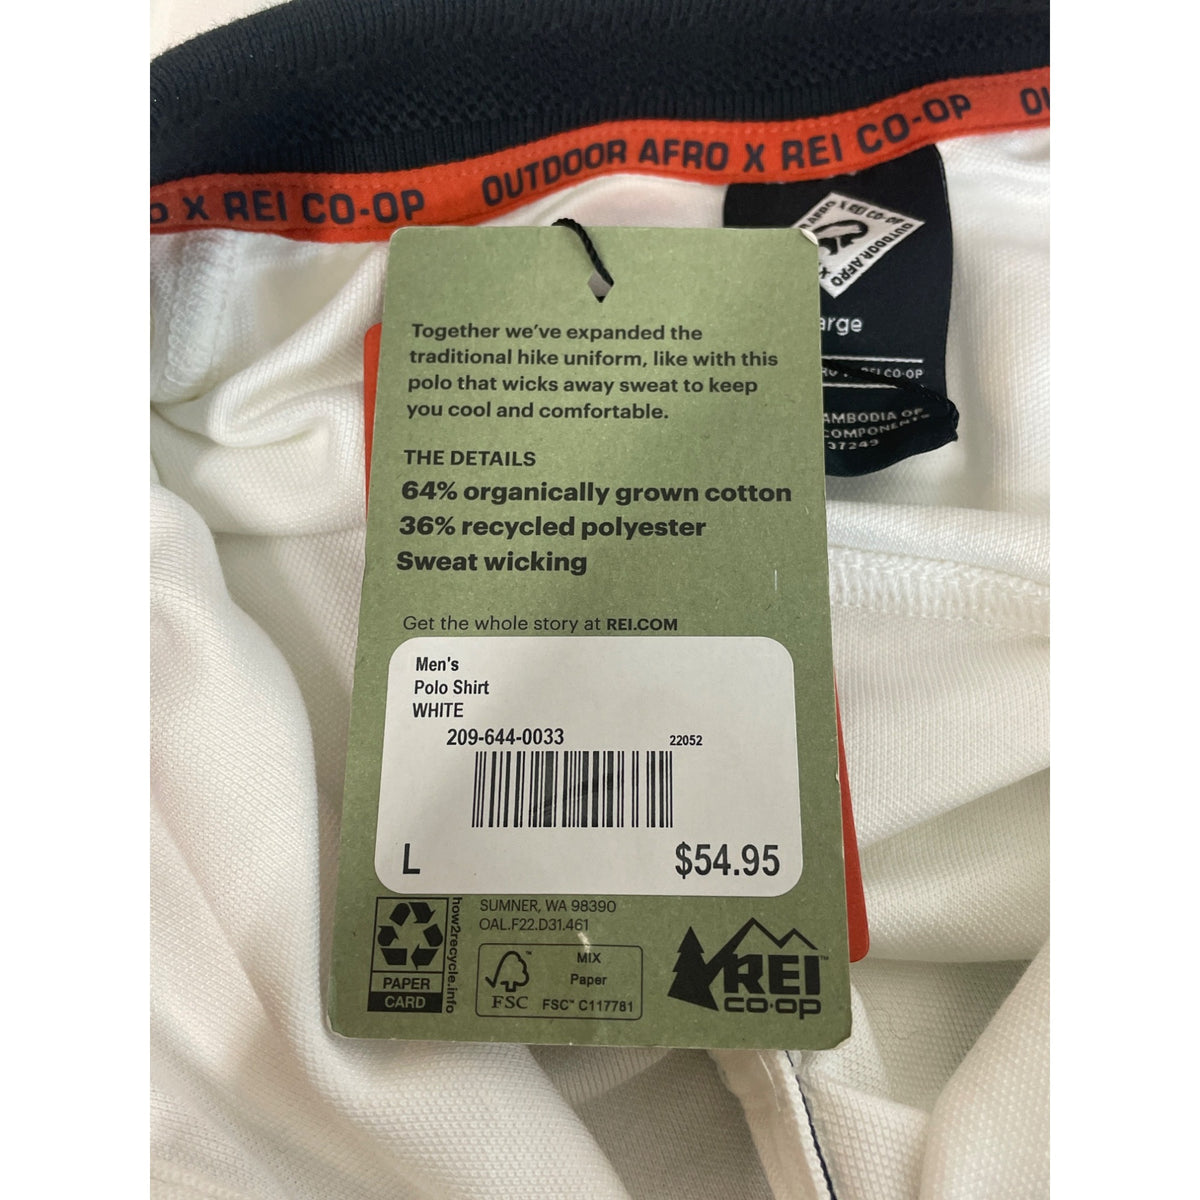 X REI CO-OP OUTDOOR AFRO X REI CO-OP
X REI CO-OP
OUTDOOR AFRO
Together we've expanded the
traditional hike uniform, like with this
polo that wicks away sweat to keep
you cool and comfortable.
THE DETAILS
64% organically grown cotton
36% recycled polyester
Sweat wicking
Get the whole story at REI.COM
Men's
Polo Shirt
WHITE
209-644-0033 22052
L $54.95
how2recycle.info
PAPER
CARD
SUMNER, WA 98390
OAL.F22.D31.461
FSC
MIX
Paper
FSC™ C117781
REI™
CO·OP